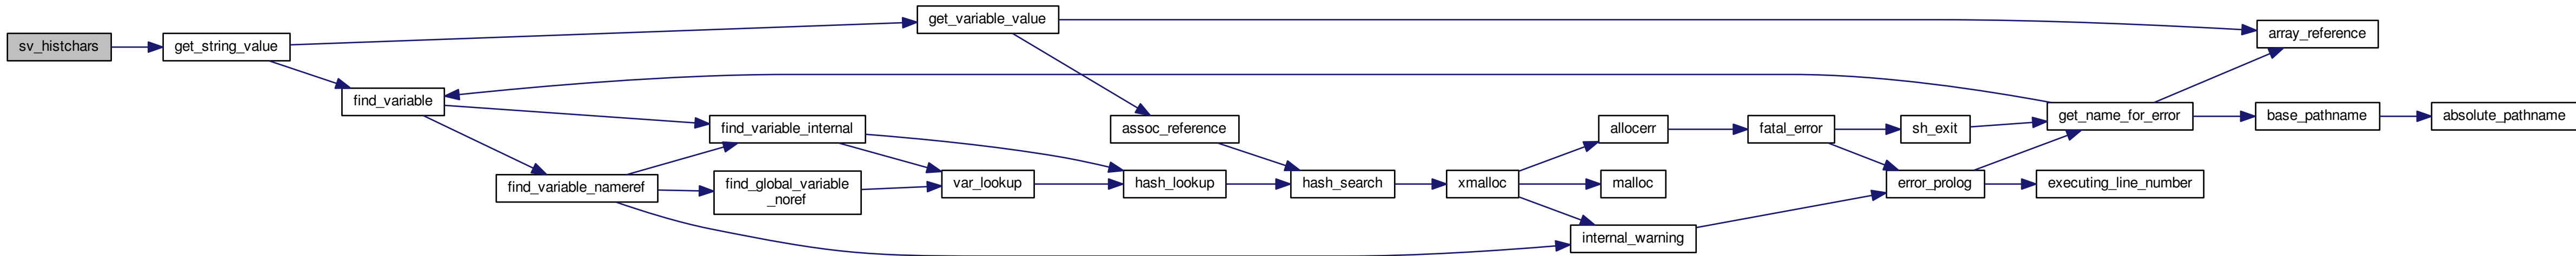 get_variable_value
sv_histchars
get_string_value
array_reference
find_variable
find_variable_internal
assoc_reference
allocerr
fatal_error
sh_exit
get_name_for_error
base_pathname
absolute_pathname
find_variable_nameref
find_global_variable
_noref
var_lookup
hash_lookup
hash_search
xmalloc
malloc
error_prolog
executing_line_number
internal_warning